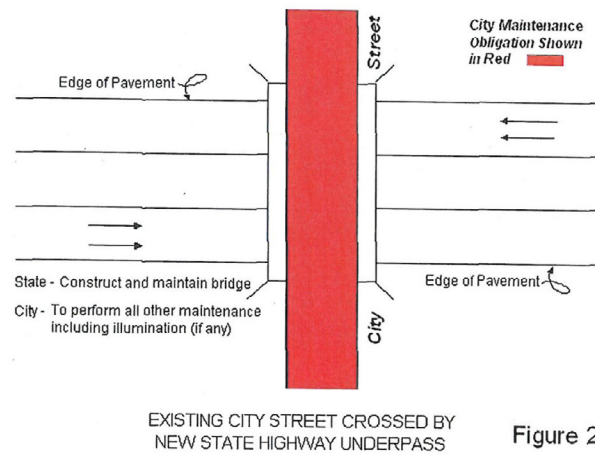 City Maintenance
Obligation Shown
in Red
Street
Edge of Pavement
State - Construct and maintain bridge
City - To perform all other maintenance
including illumination (if any)
Edge of Pavement
City
EXISTING CITY STREET CROSSED BY
NEW STATE HIGHWAY UNDERPASS
Figure 2